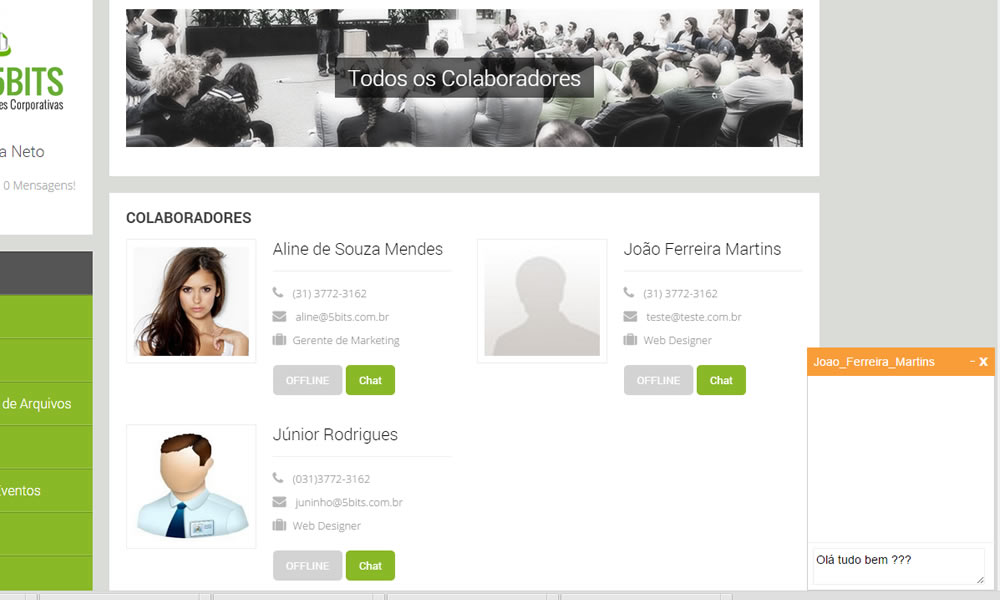 5BITS
es Corporativas
a Neto
0 Mensagens!
de Arquivos
Eventos
Todos os Colaboradores
COLABORADORES
Aline de Souza Mendes
(31) 3772-3162
aline@5bits.com.br
Gerente de Marketing
OFFLINE
Chat
João Ferreira Martins
(31) 3772-3162
teste@teste.com.br
Web Designer
OFFLINE
Chat
Júnior Rodrigues
(031)3772-3162
juninho@5bits.com.br
Web Designer
OFFLINE
Chat
Joao_Ferreira_Martins - x
Olá tudo bem ???